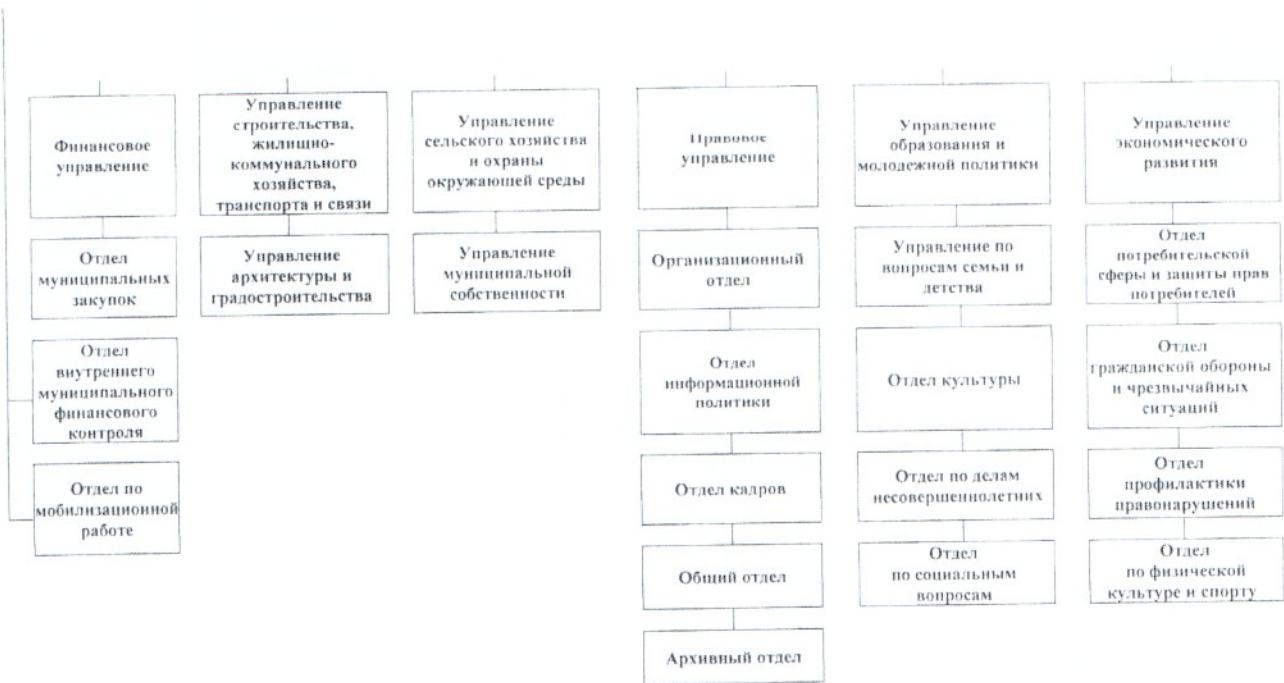 Финансовое
управление
Отдел
муниципальных
закупок
Отдел
внутреннего
муниципального
финансового
контроля
Отдел по
мобилизационной
работе
Управление
строительства,
жилищно-
коммунального
хозяйства,
транспорта и связи
Управление
архитектуры и
градостроительства
Управление
сельского хозяйства
и охраны
окружающей среды
Управление
муниципальной
собственности
Правовое
управление
Организационный
отдел
Отдел
информационной
политики
Отдел кадров
Общий отдел
Архивный отдел
Управление
образования и
молодежной политики
Управление по
вопросам семьи и
детства
Отдел культуры
Отдел по делам
несовершеннолетних
Отдел
по социальным
вопросам
Управление
экономического
развития
Отдел
потребительской
сферы и защиты прав
потребителей
Отдел
гражданской обороны
и чрезвычайных
ситуаций
Отдел
профилактики
правонарушений
Отдел
по физической
культуре и спорту